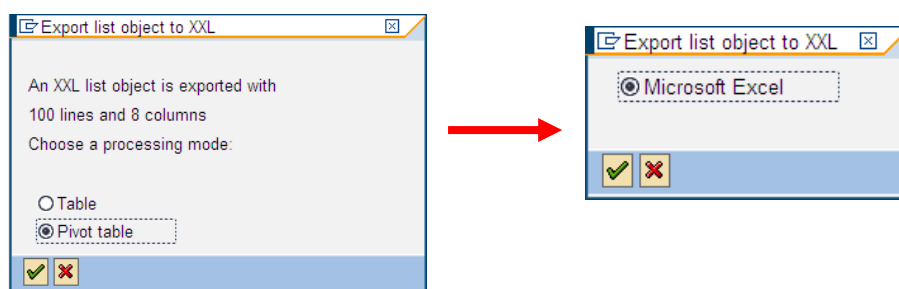 Export list object to XXL
An XXL list object is exported with
100 lines and 8 columns
Choose a processing mode:
Table
Pivot table
Export list object to XXL
Microsoft Excel